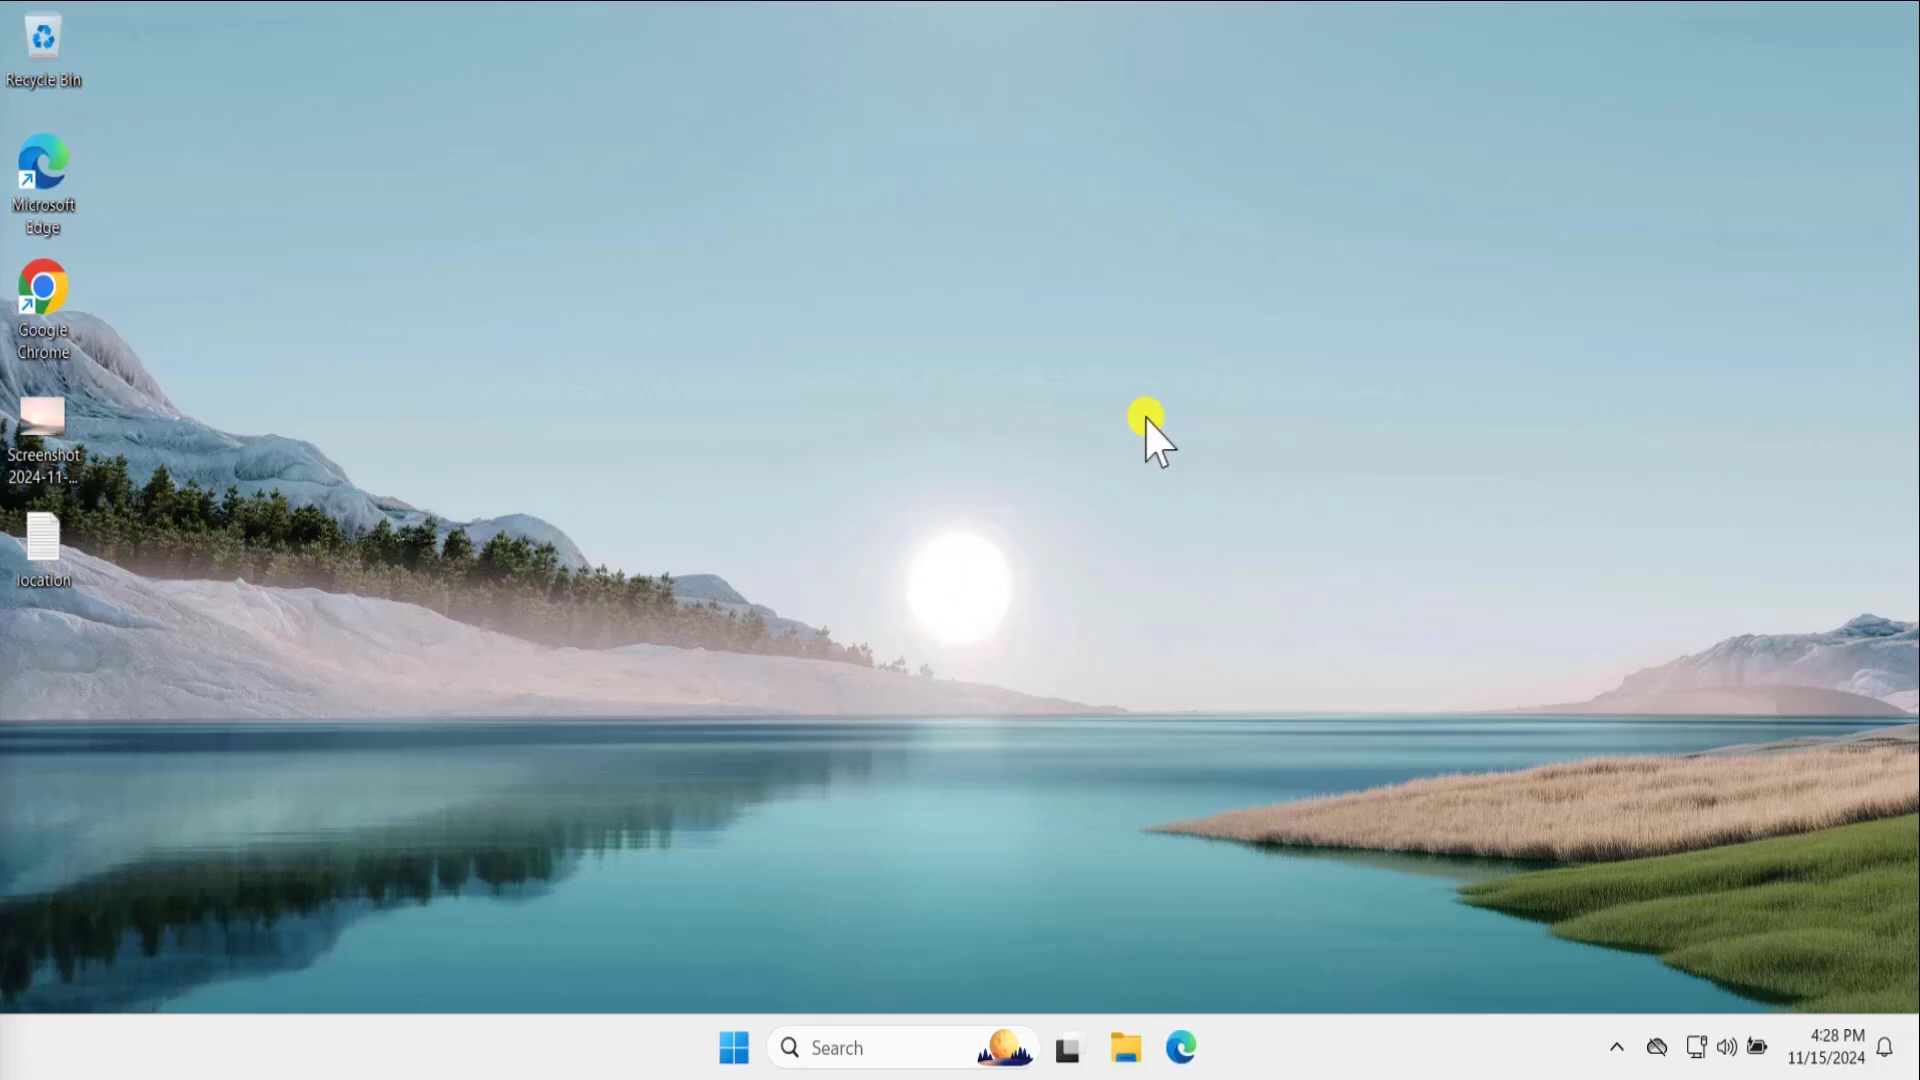 Recycle Bin
Microsoft
Edge
Google
Chrome
Screenshot
2024-11-...
location
Search
4:28 PM
11/15/2024